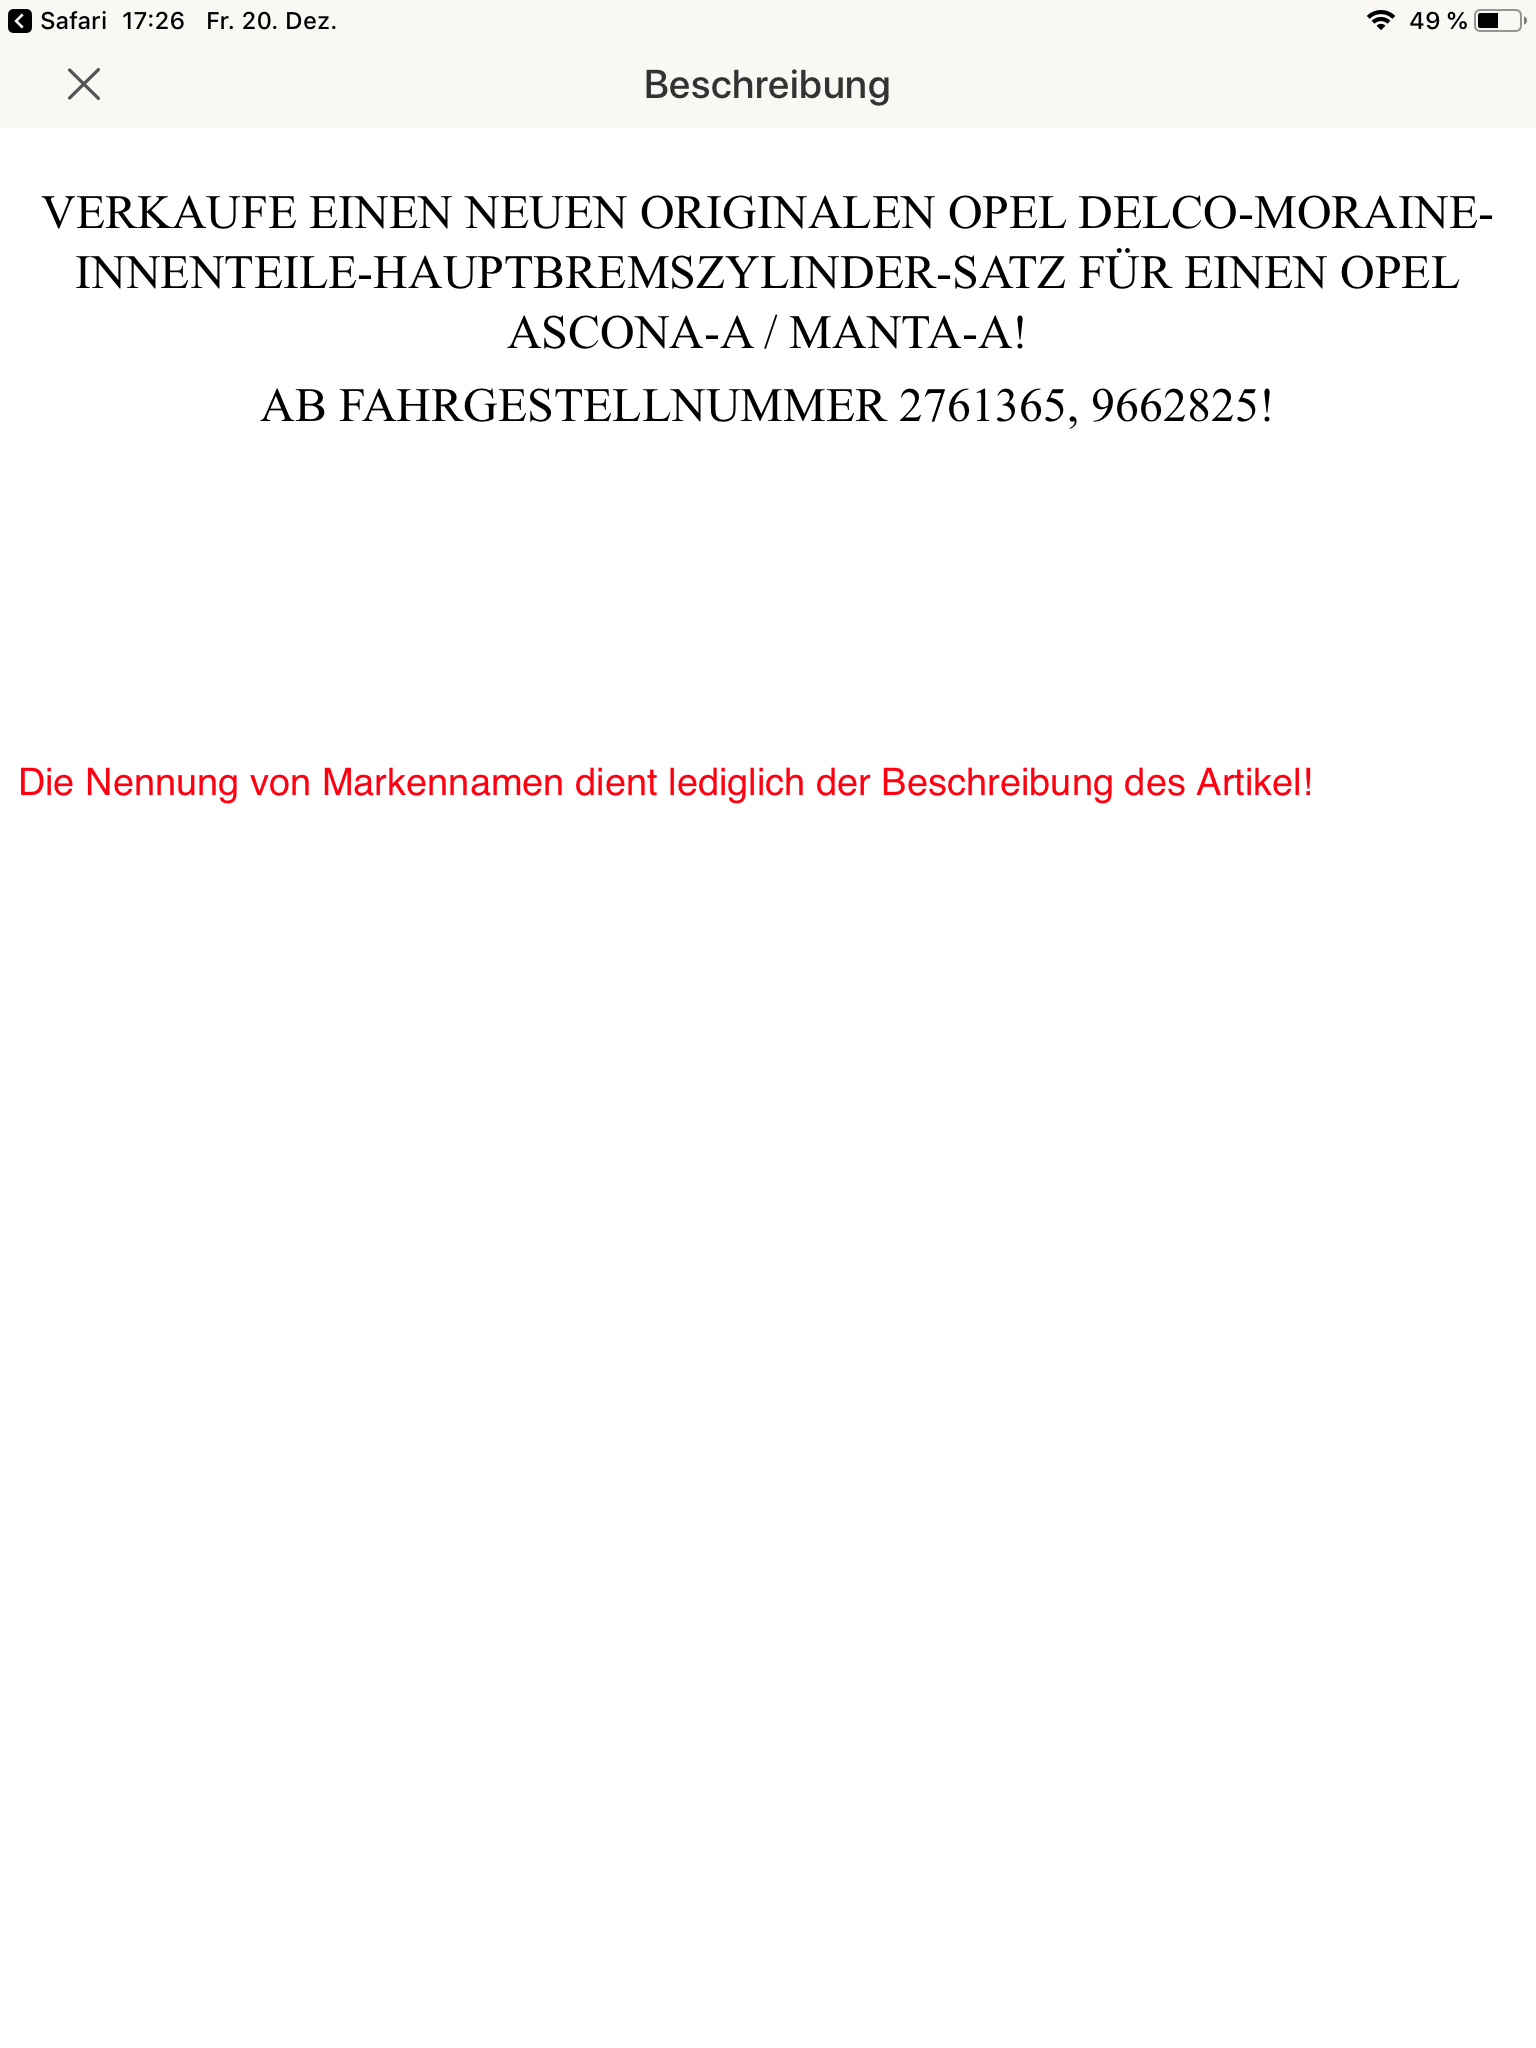 Safari 17:26 Fr. 20. Dez. 49 %
Beschreibung
VERKAUFE EINEN NEUEN ORIGINALEN OPEL DELCO-MORAINE-
INNENTEILE-HAUPTBREMSZYLINDER-SATZ FÜR EINEN OPEL
ASCONA-A / MANTA-A!
AB FAHRGESTELLNUMMER 2761365, 9662825!
Die Nennung von Markennamen dient lediglich der Beschreibung des Artikel!